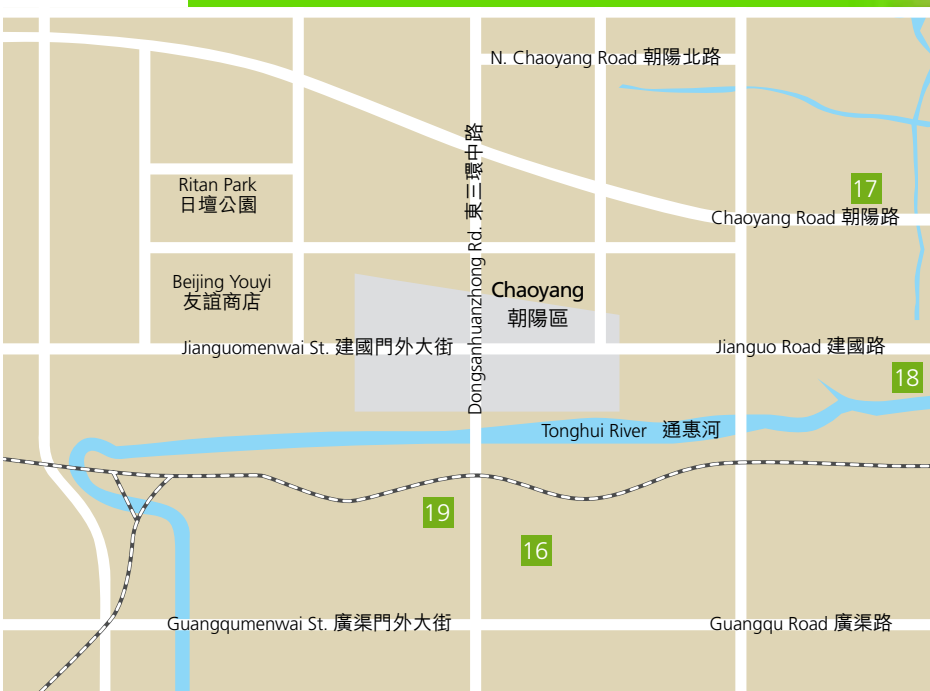 N. Chaoyang Road 朝陽北路
Dongsanhuanzhong Rd. 東三環中路
17
Ritan Park
日壇公園
Chaoyang Road 朝陽路
Beijing Youyi
友誼商店
Chaoyang
朝陽區
Jianguomenwai St. 建國門外大街
Jianguo Road 建國路
18
Tonghui River 通惠河
19
16
Guangqumenwai St. 廣渠門外大街
Guangqu Road 廣渠路